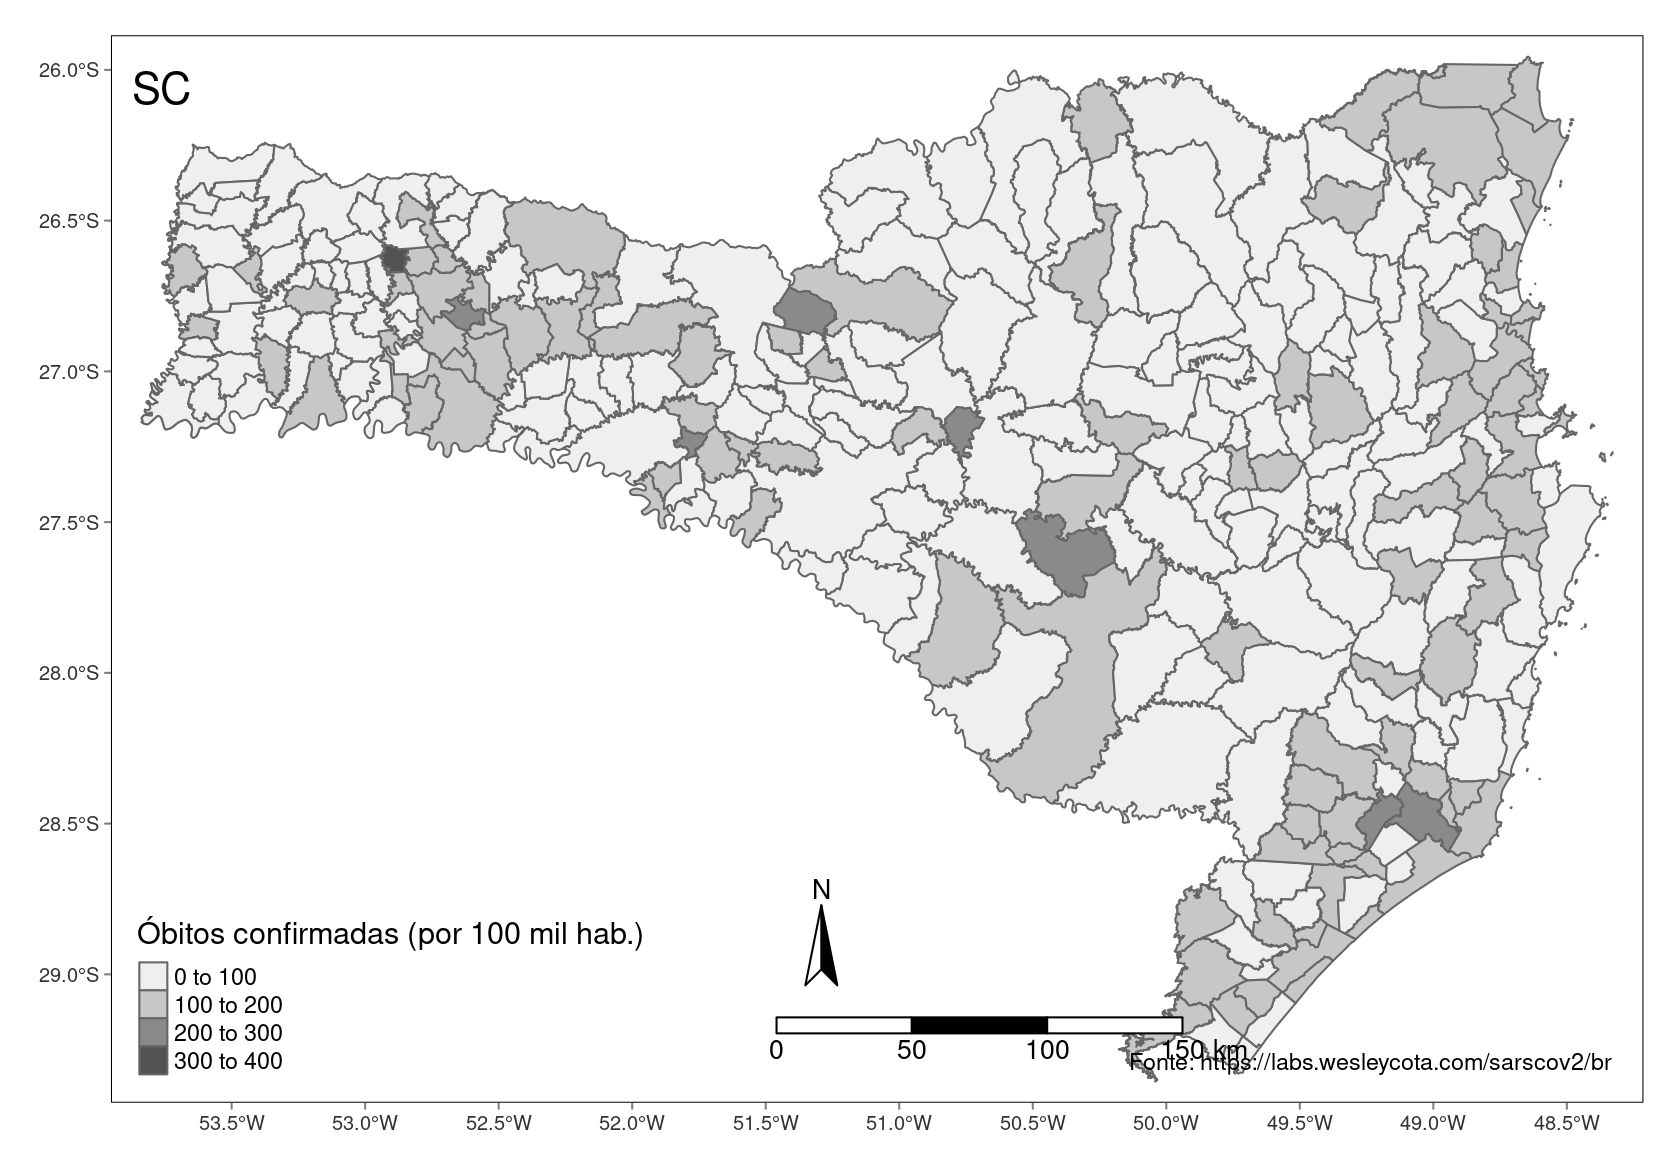 26.0°S
SC
26.5°S
27.0°S
27.5°S
28.0°S
28.5°S
29.0°S
N
Óbitos confirmadas (por 100 mil hab.)
0 to 100
100 to 200
200 to 300
300 to 400
0 50 100 150 km
Fonte: https://labs.wesleycota.com/sarscov2/br
53.5°W 53.0°W 52.5°W 52.0°W 51.5°W 51.0°W 50.5°W 50.0°W 49.5°W 49.0°W 48.5°W